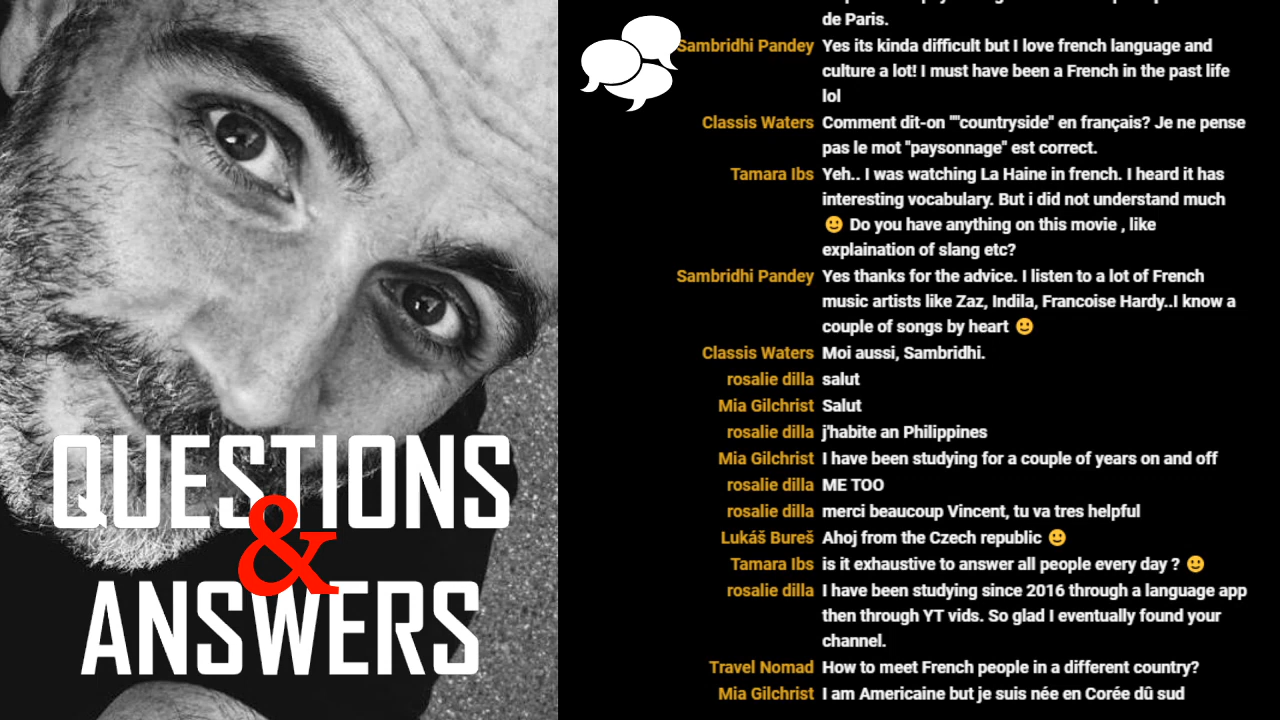 QUESTIONS
&
ANSWERS
de Paris.
Sambridhi Pandey Yes its kinda difficult but I love french language and
culture a lot! I must have been a French in the past life
lol
Classis Waters Comment dit-on ""countryside" en français? Je ne pense
pas le mot "paysonnage" est correct.
Tamara Ibs Yeh.. I was watching La Haine in french. I heard it has
interesting vocabulary. But i did not understand much
🙂 Do you have anything on this movie , like
explaination of slang etc?
Sambridhi Pandey Yes thanks for the advice. I listen to a lot of French
music artists like Zaz, Indila, Francoise Hardy..I know a
couple of songs by heart 🙂
Classis Waters Moi aussi, Sambridhi.
rosalie dilla salut
Mia Gilchrist Salut
rosalie dilla j'habite an Philippines
Mia Gilchrist I have been studying for a couple of years on and off
rosalie dilla ME TOO
rosalie dilla merci beaucoup Vincent, tu va tres helpful
Lukáš Bureš Ahoj from the Czech republic 🙂
Tamara Ibs is it exhaustive to answer all people every day ? 🙂
rosalie dilla I have been studying since 2016 through a language app
then through YT vids. So glad I eventually found your
channel.
Travel Nomad How to meet French people in a different country?
Mia Gilchrist I am Americaine but je suis née en Corée dû sud